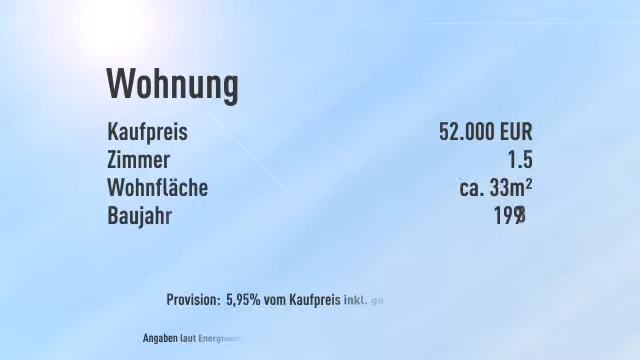 Wohnung
Kaufpreis 52.000 EUR
Zimmer 1.5
Wohnfläche ca. 33m²
Baujahr
Provision: 5,95% vom Kaufpreis inkl.
Angaben laut